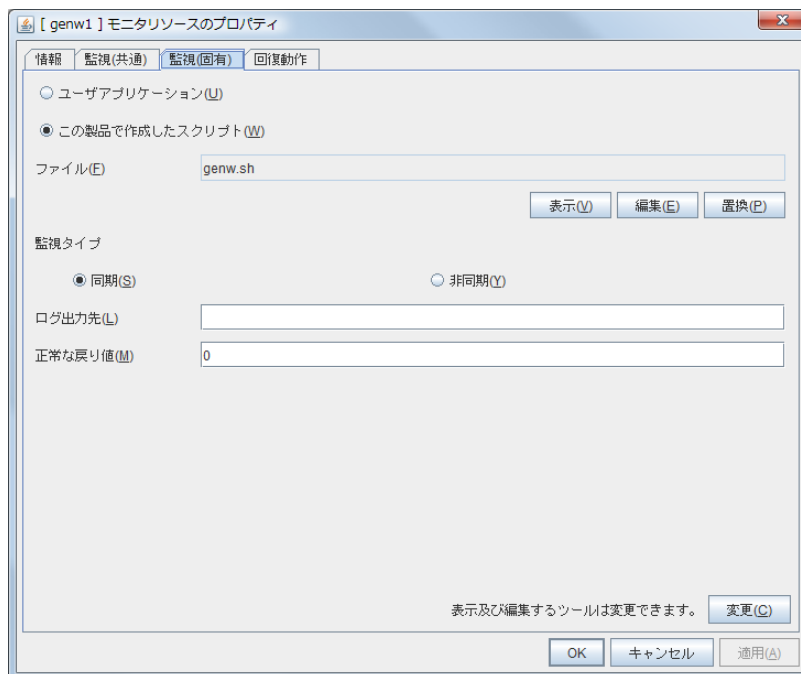 [ genw1 ] モニタリソースのプロパティ
情報 監視(共通) 監視(固有) 回復動作
ユーザアプリケーション(U)
この製品で作成したスクリプト(W)
ファイル(F) genw.sh
表示(V) 編集(E) 置換(P)
監視タイプ
同期(S) 非同期(Y)
ログ出力先(L)
正常な戻り値(M) 0
表示及び編集するツールは変更できます。 変更(C)
OK キャンセル 適用(A)